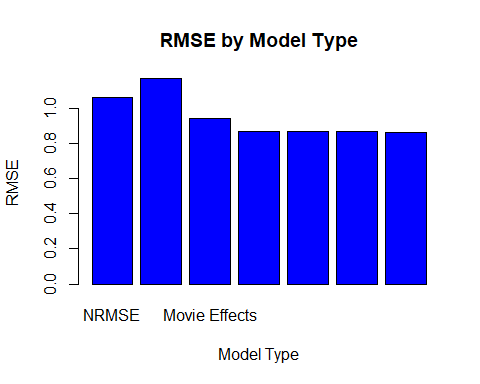 RMSE by Model Type
RMSE
1.0
0.8
0.6
0.4
0.2
0.0
NRMSE Movie Effects
Model Type